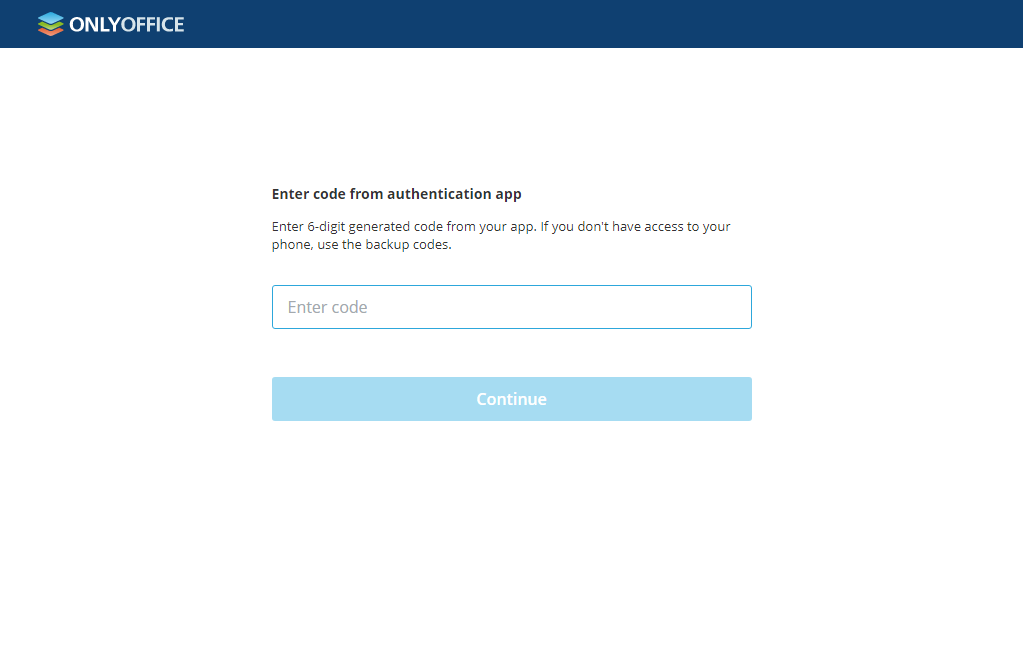 ONLYOFFICE
Enter code from authentication app
Enter 6-digit generated code from your app. If you don't have access to your
phone, use the backup codes.
Enter code
Continue